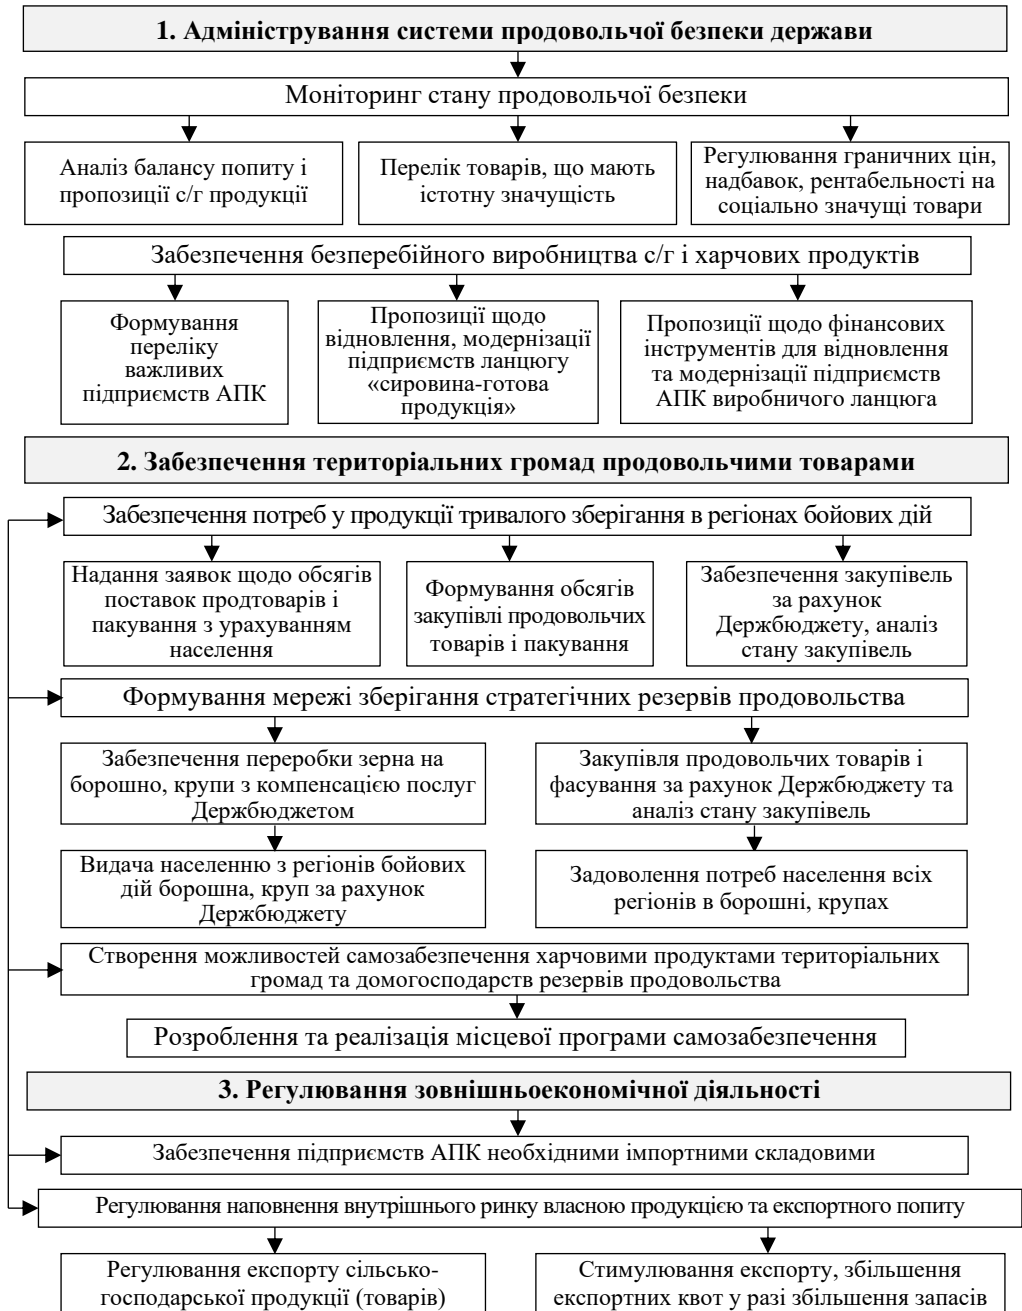 1. Адміністрування системи продовольчої безпеки держави
Моніторинг стану продовольчої безпеки
Аналіз балансу попиту і
пропозиції с/г продукції
Перелік товарів, що мають
істотну значущість
Регулювання граничних цін,
надбавок, рентабельності на
соціально значущі товари
Забезпечення безперебійного виробництва с/г і харчових продуктів
Формування
переліку
важливих
підприємств АПК
Пропозиції щодо
відновлення, модернізації
підприємств ланцюгу
«сировина-готова
продукція»
Пропозиції щодо фінансових
інструментів для відновлення
та модернізації підприємств
АПК виробничого ланцюга
2. Забезпечення територіальних громад продовольчими товарами
Забезпечення потреб у продукції тривалого зберігання в регіонах бойових дій
Надання заявок щодо обсягів
поставок продтоварів і
пакування з урахуванням
населення
Формування обсягів
закупівлі продовольчих
товарів і пакування
Забезпечення закупівель
за рахунок
Держбюджету, аналіз
стану закупівель
Формування мережі зберігання стратегічних резервів продовольства
Забезпечення переробки зерна на
борошно, крупи з компенсацією послуг
Держбюджетом
Закупівля продовольчих товарів і
фасування за рахунок Держбюджету та
аналіз стану закупівель
Видача населенню з регіонів бойових
дій борошна, круп за рахунок
Держбюджету
Задоволення потреб населення всіх
регіонів в борошні, крупах
Створення можливостей самозабезпечення харчовими продуктами територіальних
громад та домогосподарств резервів продовольства
Розроблення та реалізація місцевої програми самозабезпечення
3. Регулювання зовнішньоекономічної діяльності
Забезпечення підприємств АПК необхідними імпортними складовими
Регулювання наповнення внутрішнього ринку власною продукцією та експортного попиту
Регулювання експорту сільсько-
господарської продукції (товарів)
Стимулювання експорту, збільшення
експортних квот у разі збільшення запасів